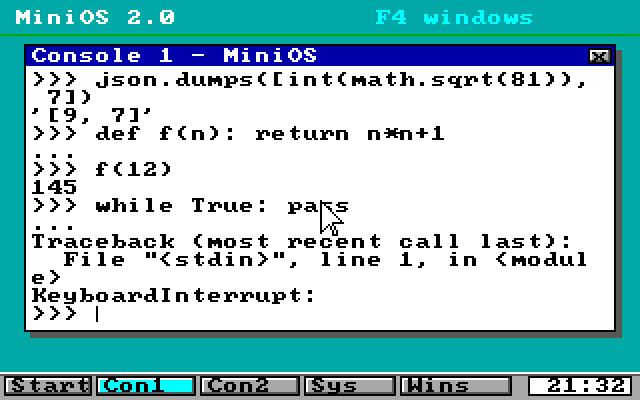 MiniOS 2.0 F4 windows
Console 1 - MiniOS
>>> json.dumps([int(math.sqrt(81)),
 7])
'[9, 7]'
>>> def f(n): return n*n+1
...
>>> f(12)
145
>>> while True: pass
...
Traceback (most recent call last):
  File "<stdin>", line 1, in <modul
e>
KeyboardInterrupt:
>>>
Start Con1 Con2 Sys Wins 21:32